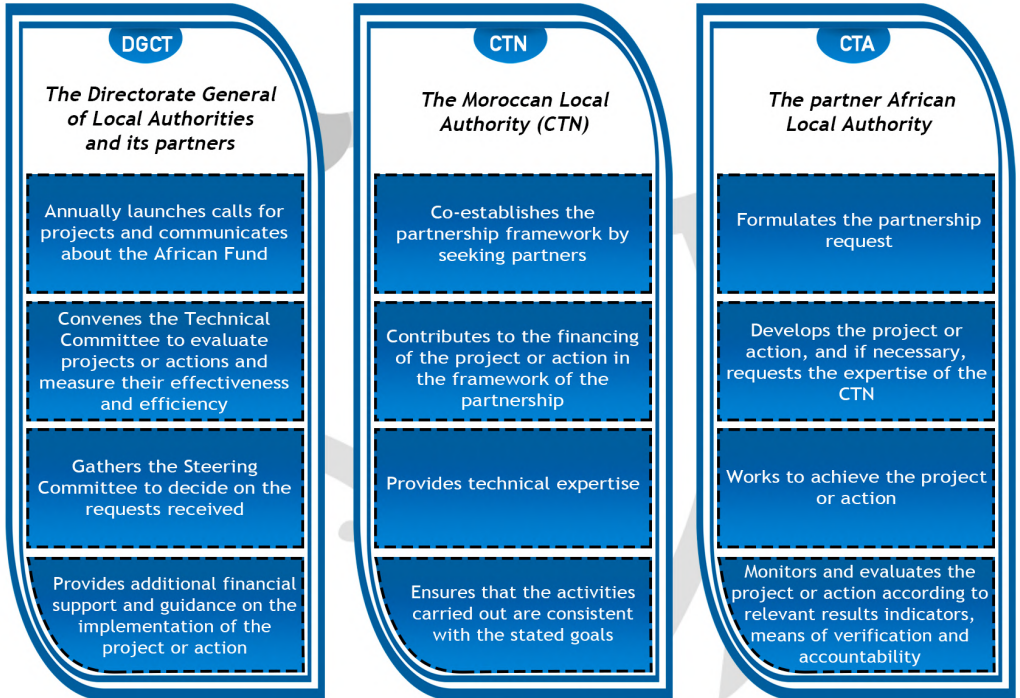 DGCT
The Directorate General
of Local Authorities
and its partners
Annually launches calls for
projects and communicates
about the African Fund
Convenes the Technical
Committee to evaluate
projects or actions and
measure their effectiveness
and efficiency
Gathers the Steering
Committee to decide on the
requests received
Provides additional financial
support and guidance on the
implementation of the
project or action
CTN
The Moroccan Local
Authority (CTN)
Co-establishes the
partnership framework by
seeking partners
Contributes to the financing
of the project or action in
the framework of the
partnership
Provides technical expertise
Ensures that the activities
carried out are consistent
with the stated goals
CTA
The partner African
Local Authority
Formulates the partnership
request
Develops the project or
action, and if necessary,
requests the expertise of the
CTN
Works to achieve the project
or action
Monitors and evaluates the
project or action according to
relevant results indicators,
means of verification and
accountability